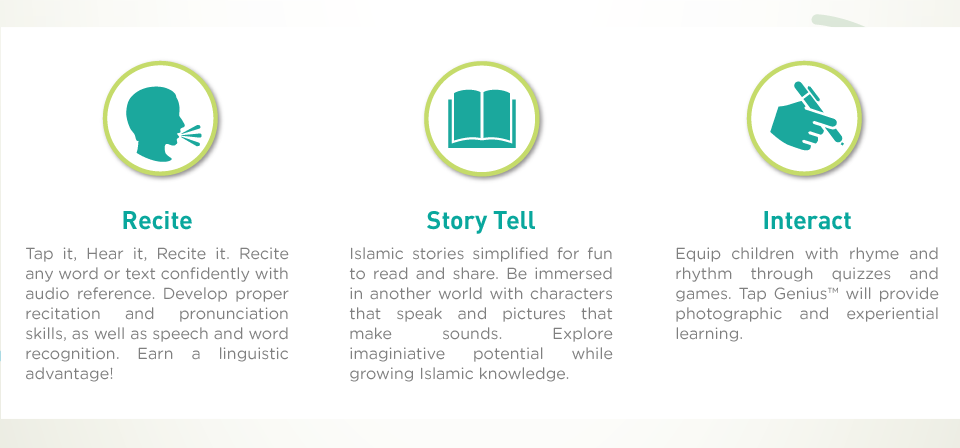 Recite
Tap it, Hear it, Recite it. Recite
any word or text confidently with
audio reference. Develop proper
recitation and pronunciation
skills, as well as speech and word
recognition. Earn a linguistic
advantage!
Story Tell
Islamic stories simplified for fun
to read and share. Be immersed
in another world with characters
that speak and pictures that
make sounds. Explore
imaginiative potential while
growing Islamic knowledge.
Interact
Equip children with rhyme and
rhythm through quizzes and
games. Tap Genius™ will provide
photographic and experiential
learning.